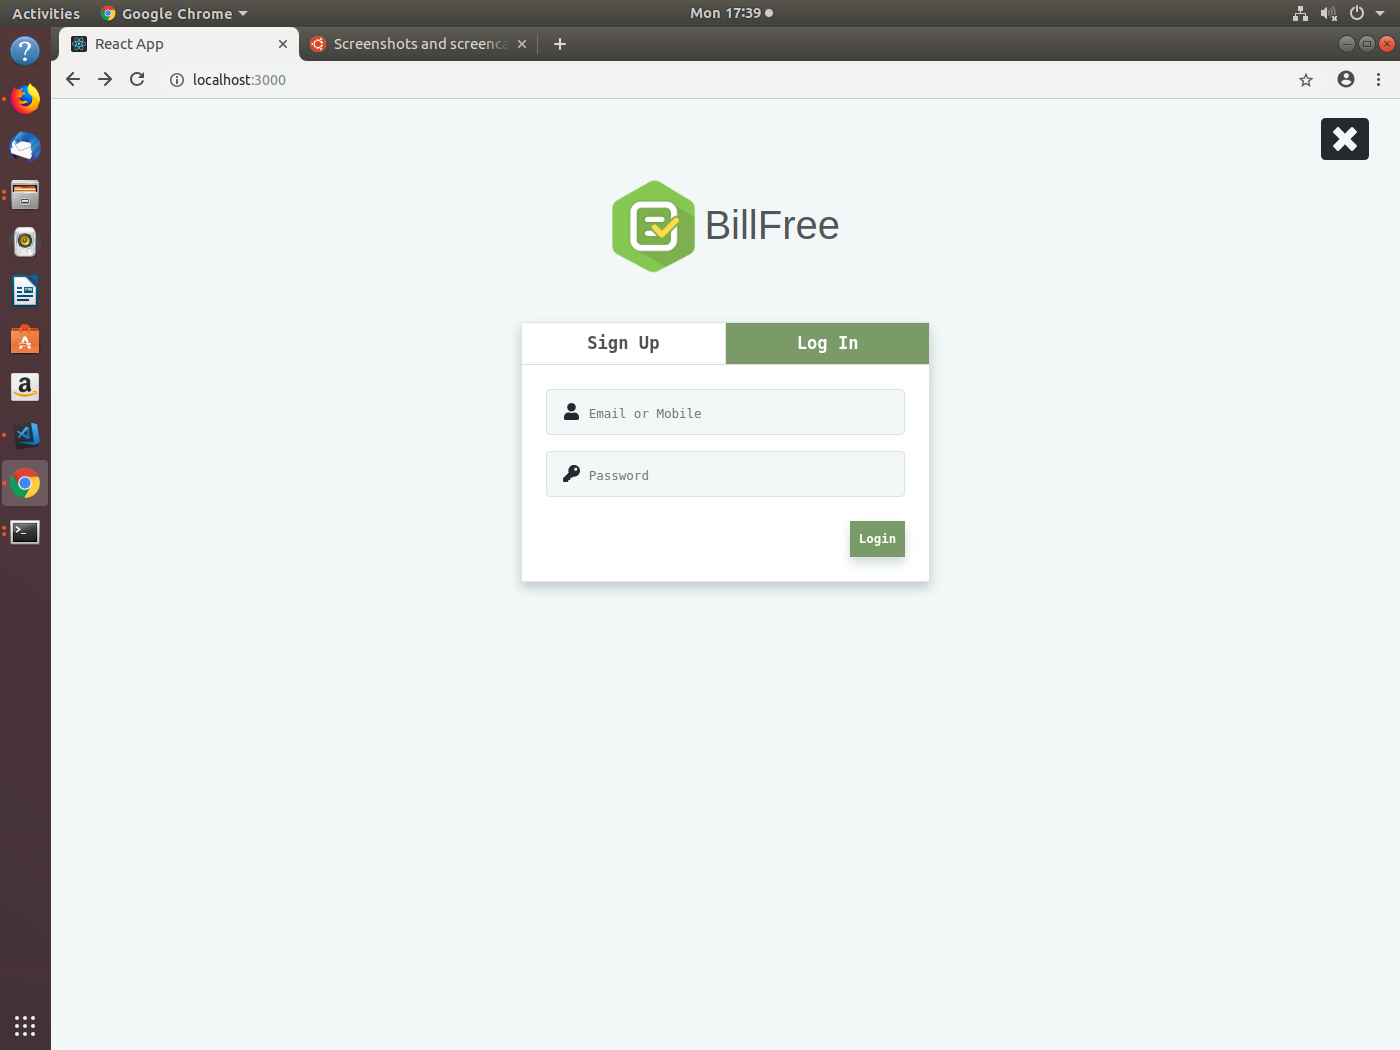 Activities Google Chrome Mon 17:39
React App Screenshots and screenca
localhost:3000
BillFree
Sign Up Log In
Email or Mobile
Password
Login